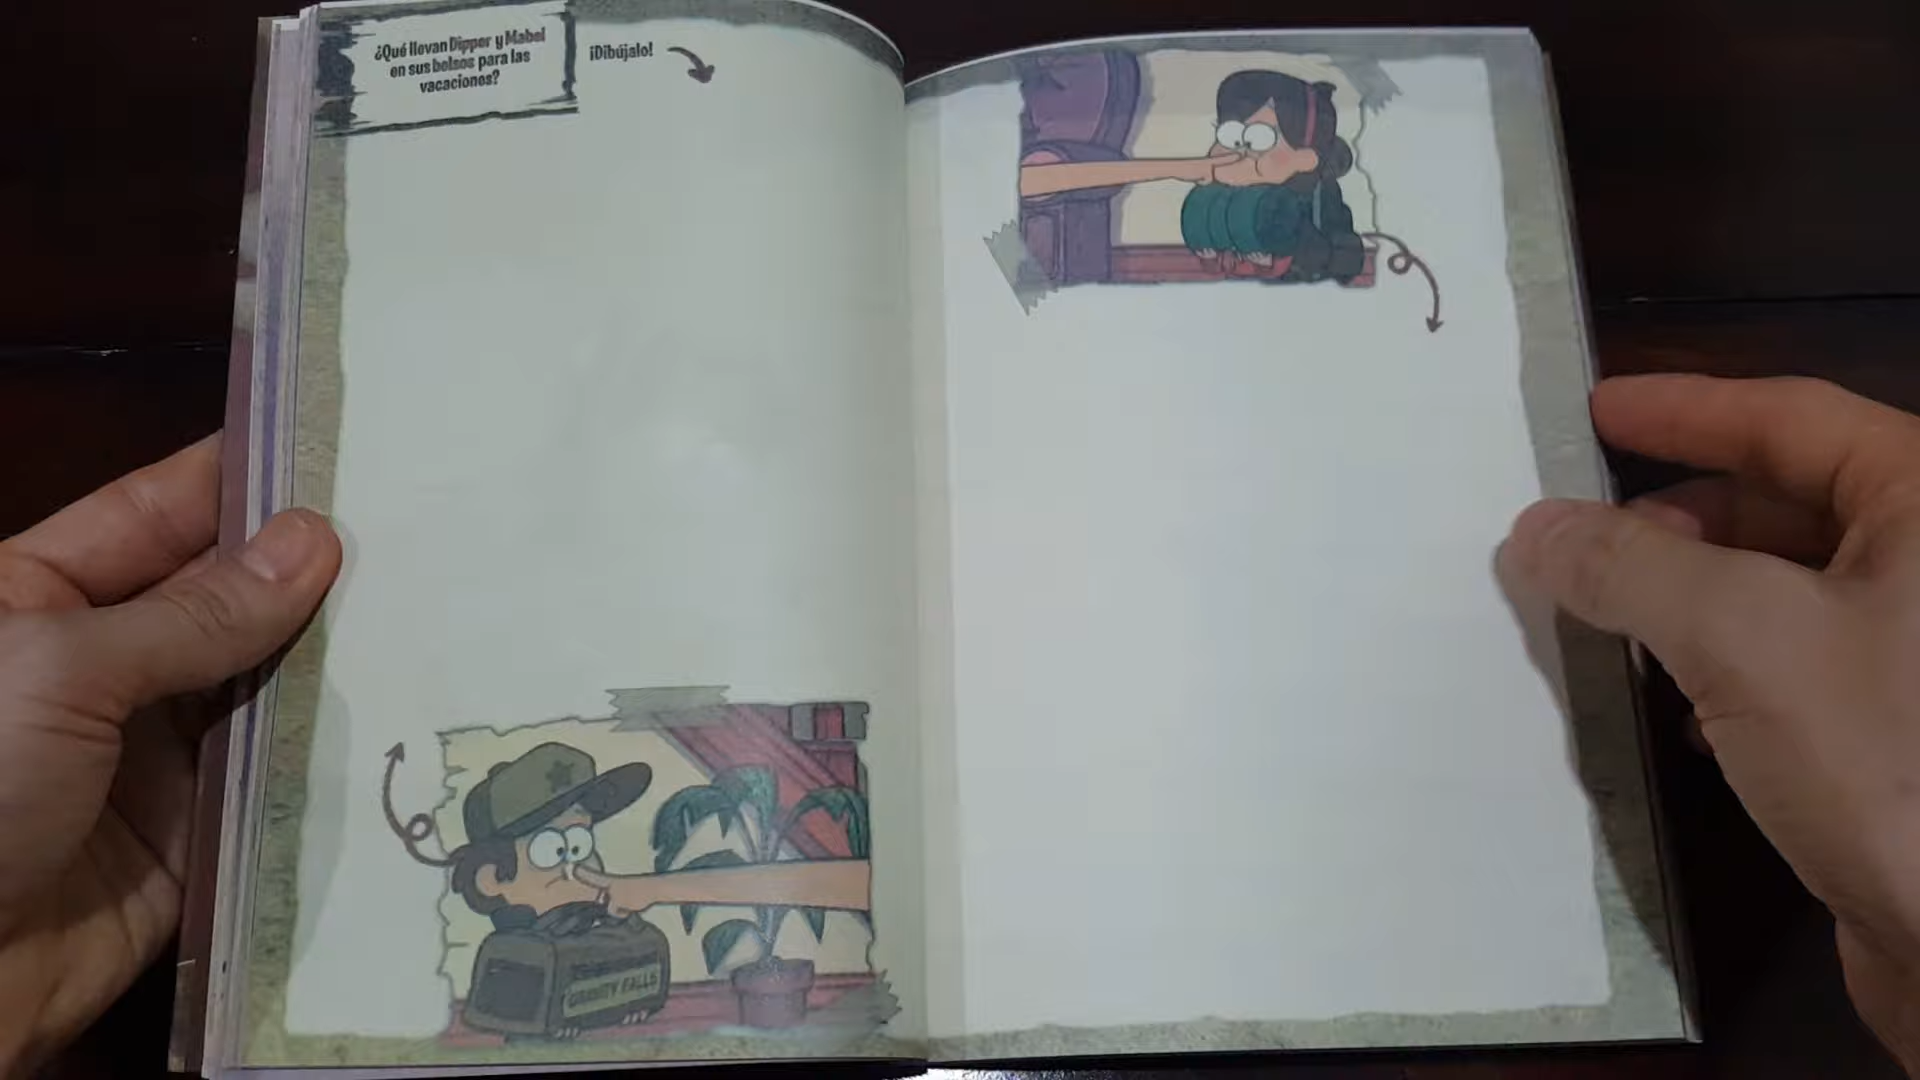 ¿Qué llevan Dipper y Mabel
en sus bolsos para las
vacaciones?
¡Dibújalo!
GRAVITY FALLS